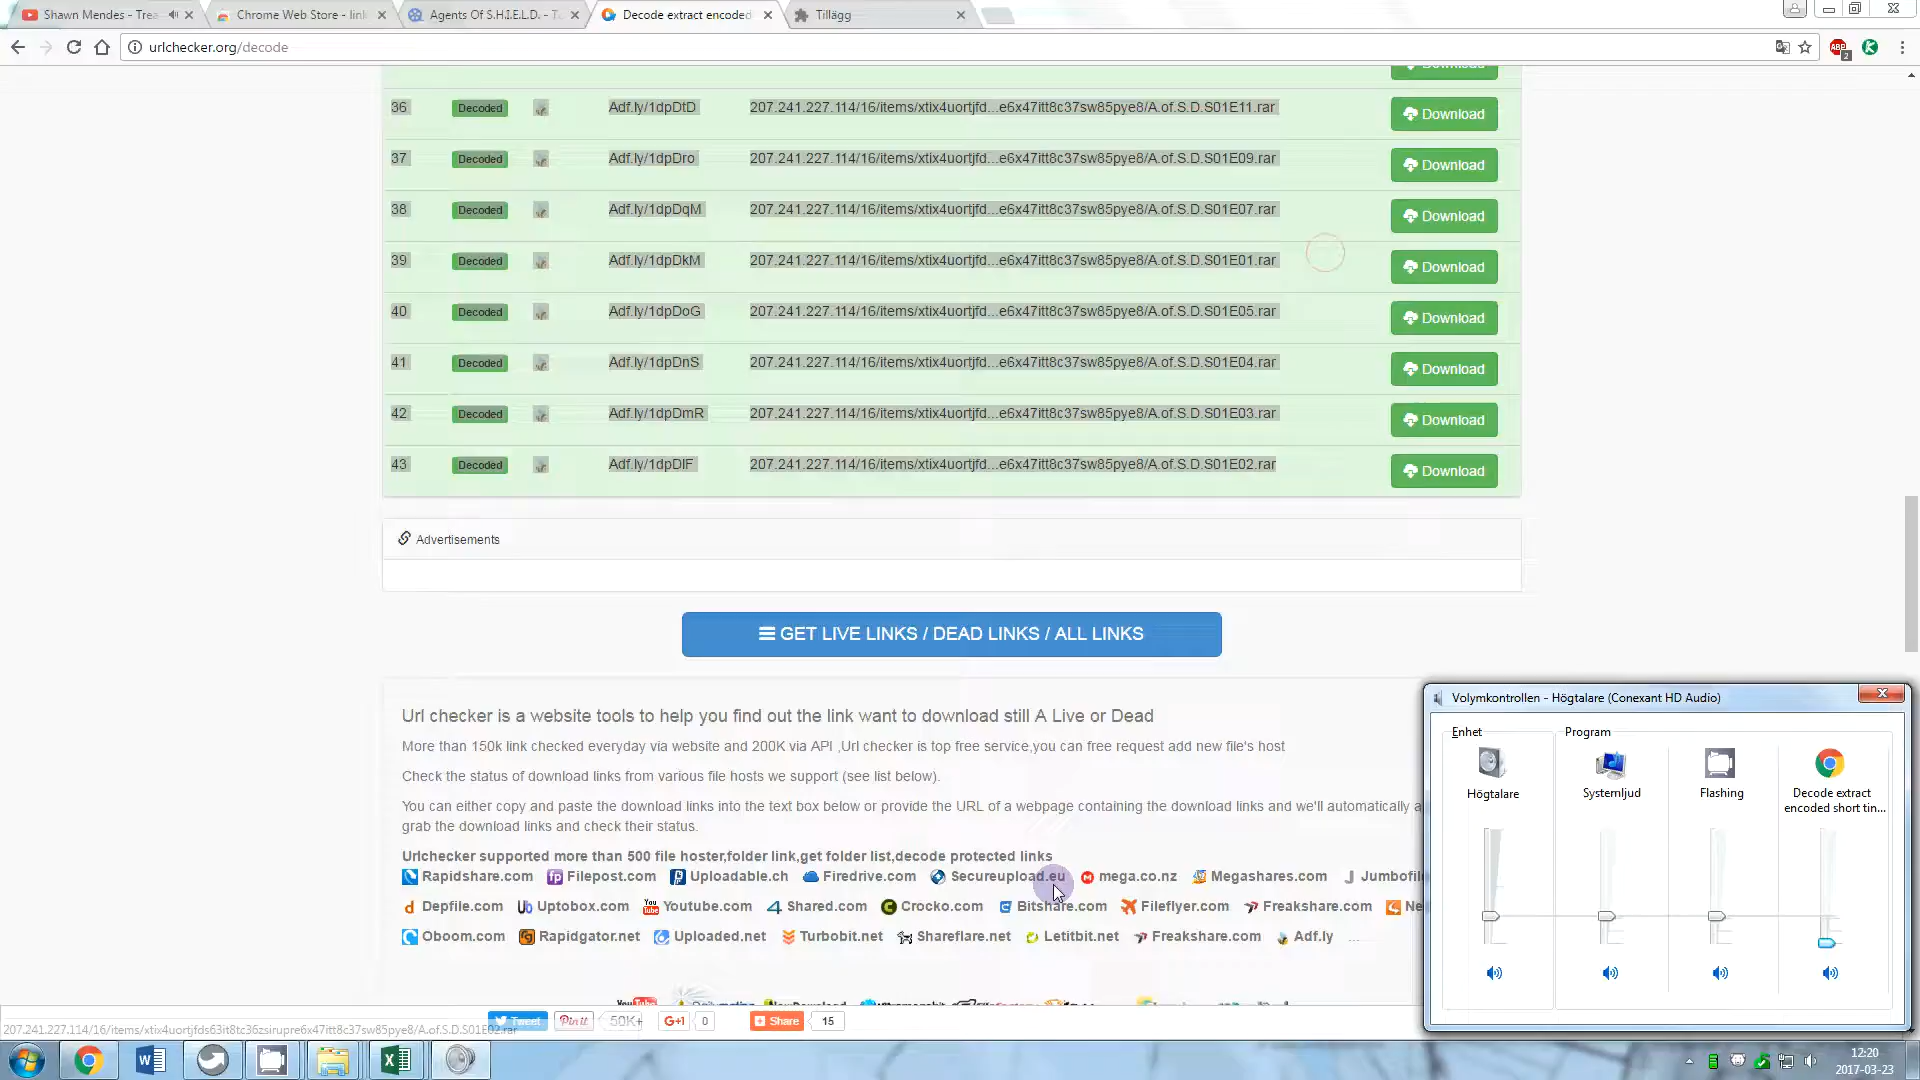 Shawn Mendes - Trea
Chrome Web Store - link
Agents Of S.H.I.E.L.D. - T
Decode extract encoded
Tillägg
urlchecker.org/decode
36 Decoded Adf.ly/1dpDtD 207.241.227.114/16/items/xtix4uortjfd...e6x47itt8c37sw85pye8/A.of.S.D.S01E11.rar Download
37 Decoded Adf.ly/1dpDro 207.241.227.114/16/items/xtix4uortjfd...e6x47itt8c37sw85pye8/A.of.S.D.S01E09.rar Download
38 Decoded Adf.ly/1dpDqM 207.241.227.114/16/items/xtix4uortjfd...e6x47itt8c37sw85pye8/A.of.S.D.S01E07.rar Download
39 Decoded Adf.ly/1dpDkM 207.241.227.114/16/items/xtix4uortjfd...e6x47itt8c37sw85pye8/A.of.S.D.S01E01.rar Download
40 Decoded Adf.ly/1dpDoG 207.241.227.114/16/items/xtix4uortjfd...e6x47itt8c37sw85pye8/A.of.S.D.S01E05.rar Download
41 Decoded Adf.ly/1dpDnS 207.241.227.114/16/items/xtix4uortjfd...e6x47itt8c37sw85pye8/A.of.S.D.S01E04.rar Download
42 Decoded Adf.ly/1dpDmR 207.241.227.114/16/items/xtix4uortjfd...e6x47itt8c37sw85pye8/A.of.S.D.S01E03.rar Download
43 Decoded Adf.ly/1dpDlF 207.241.227.114/16/items/xtix4uortjfd...e6x47itt8c37sw85pye8/A.of.S.D.S01E02.rar Download
Advertisements
GET LIVE LINKS / DEAD LINKS / ALL LINKS
Url checker is a website tools to help you find out the link want to download still A Live or Dead
More than 150k link checked everyday via website and 200K via API ,Url checker is top free service,you can free request add new file's host
Check the status of download links from various file hosts we support (see list below).
You can either copy and paste the download links into the text box below or provide the URL of a webpage containing the download links and we'll automatically a
grab the download links and check their status.
Urlchecker supported more than 500 file hoster,folder link,get folder list,decode protected links
Rapidshare.com Filepost.com Uploadable.ch Firedrive.com Secureupload.eu mega.co.nz Megashares.com Jumbofil
Depfile.com Uptobox.com Youtube.com Shared.com Crocko.com Bitshare.com Fileflyer.com Freakshare.com Ne
Oboom.com Rapidgator.net Uploaded.net Turbobit.net Shareflare.net Letitbit.net Freakshare.com Adf.ly ...
Tweet Pin it 50K+ G+1 0 Share 15
Volymkontrollen - Högtalare (Conexant HD Audio)
Enhet Program
Högtalare Systemljud Flashing Decode extract
encoded short tin...
12:20
2017-03-23